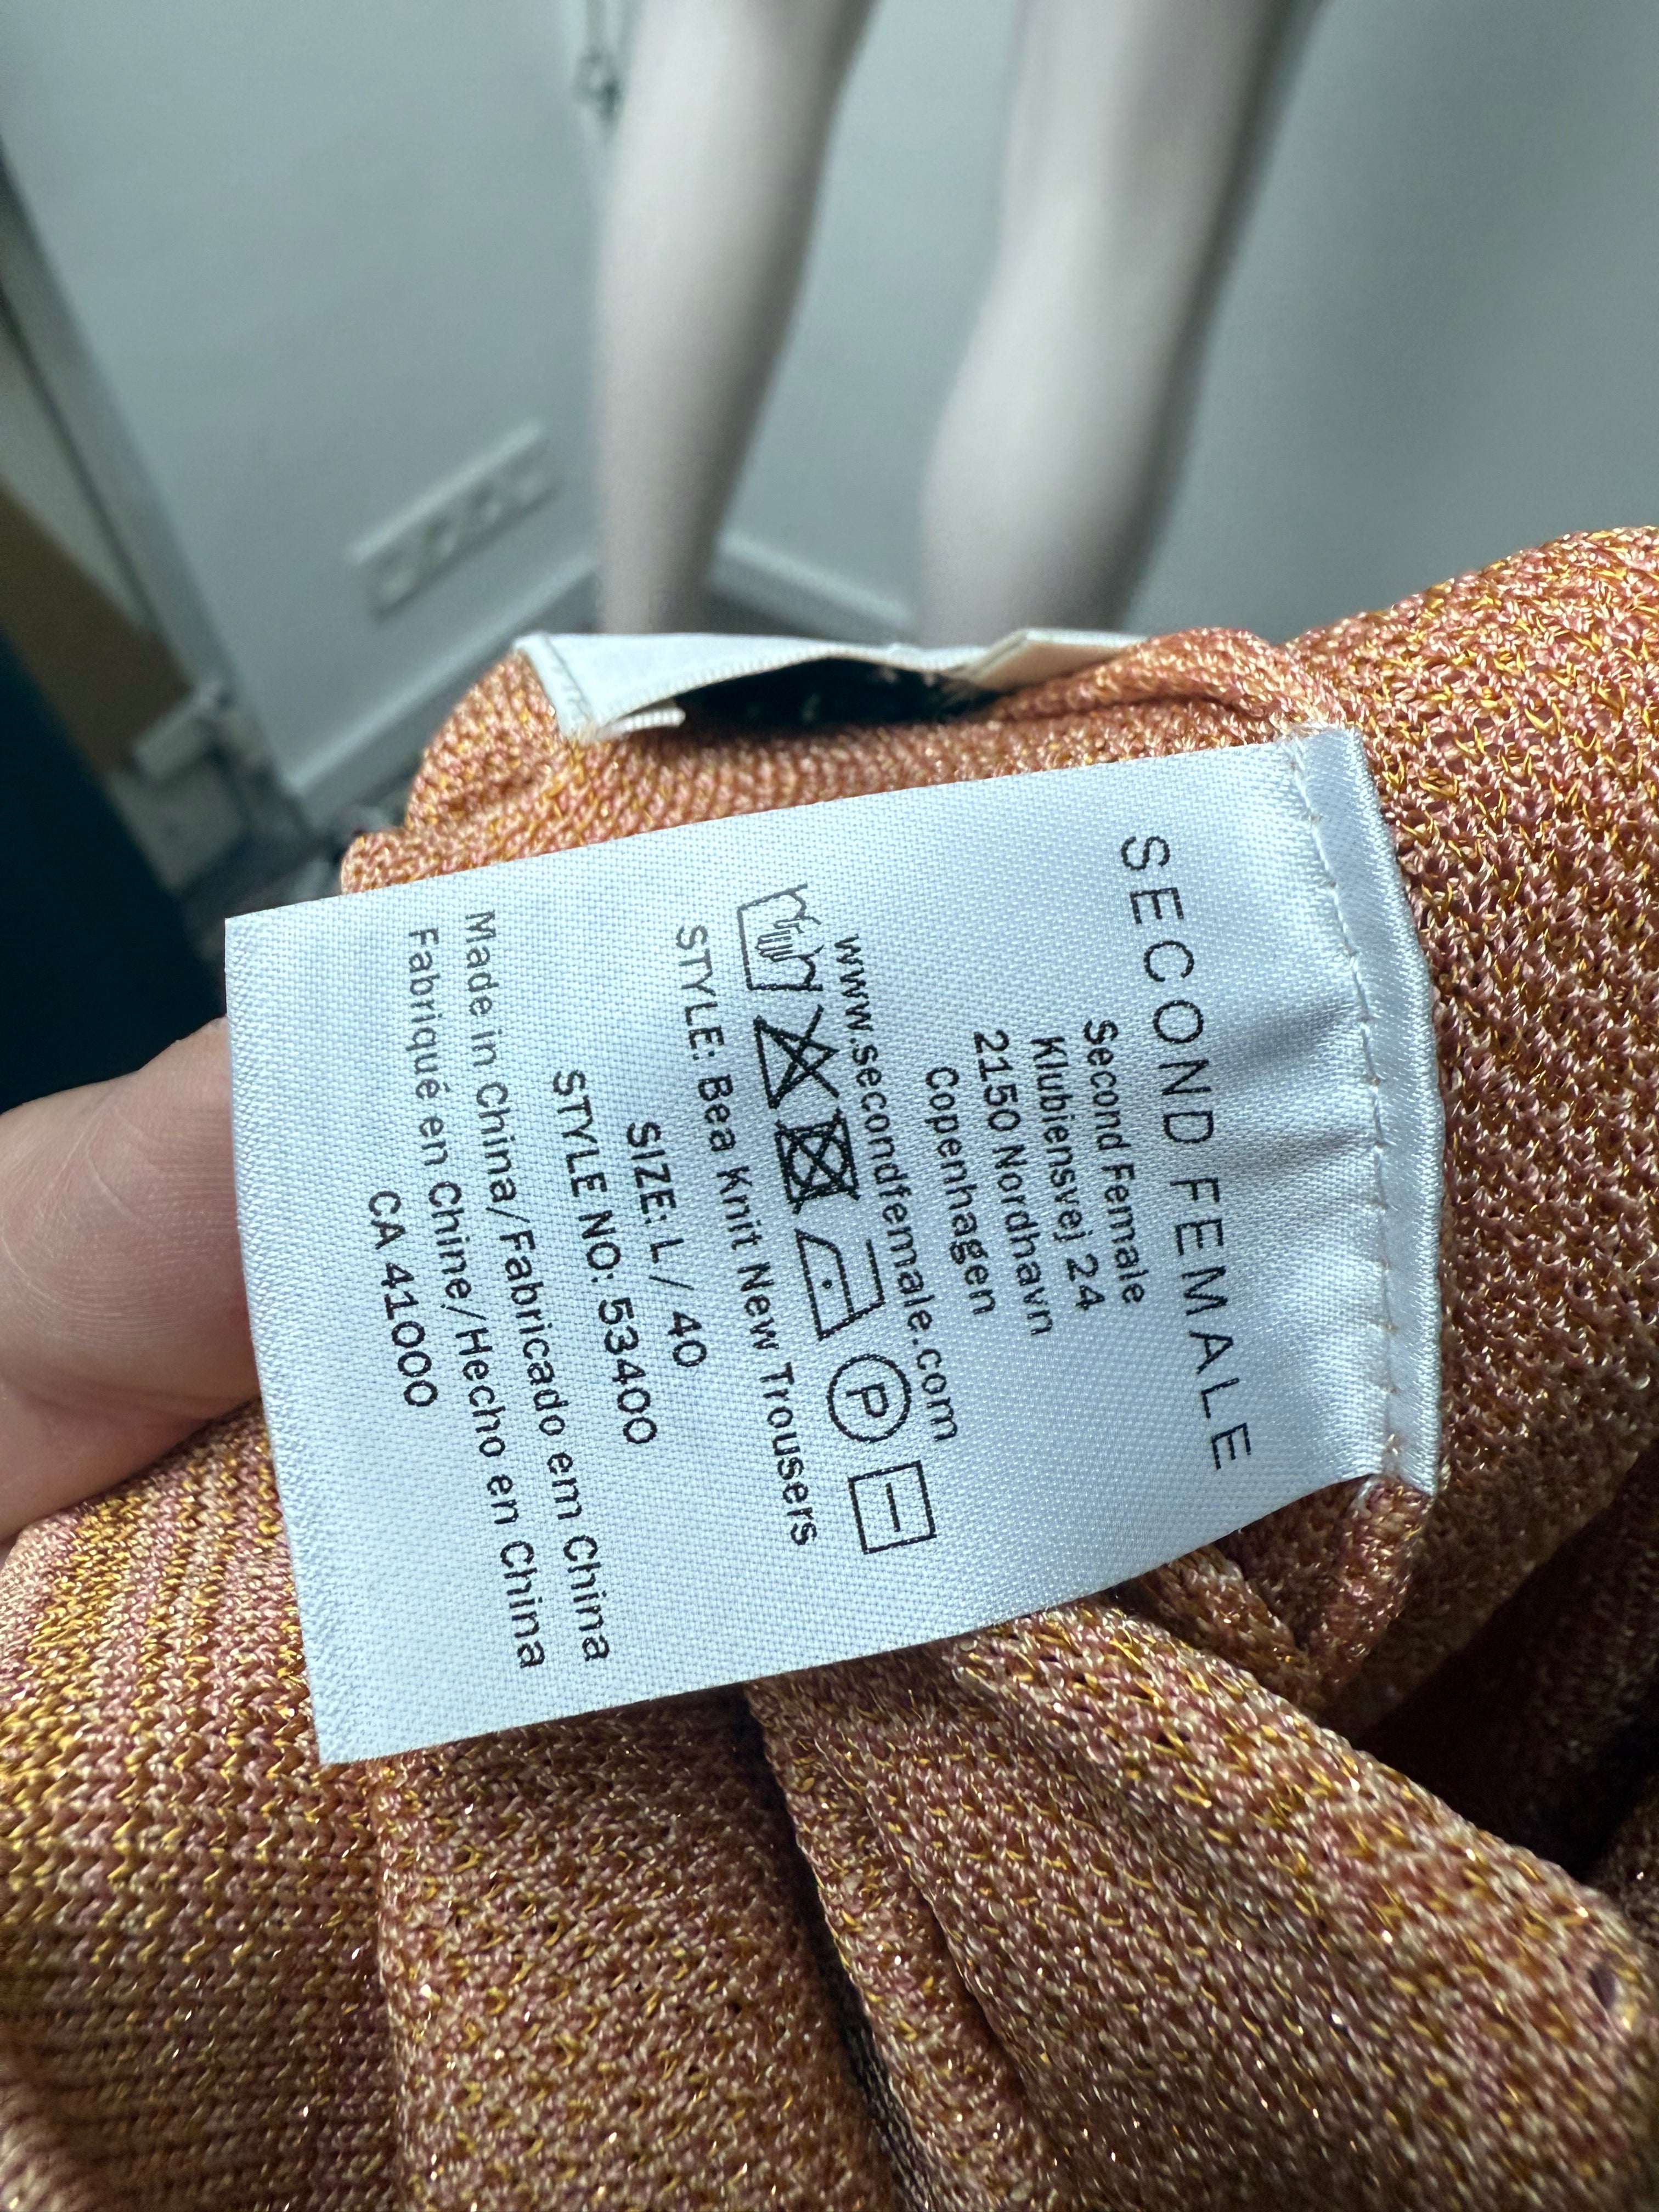 SECOND FEMALE
Second Female
Klubiensvej 24
2150 Nordhavn
Copenhagen
www.secondfemale.com
P
STYLE: Bea Knit New Trousers
SIZE: L / 40
STYLE NO: 53400
Made in China/Fabricado em China
Fabriqué en Chine/Hecho en China
CA 41000